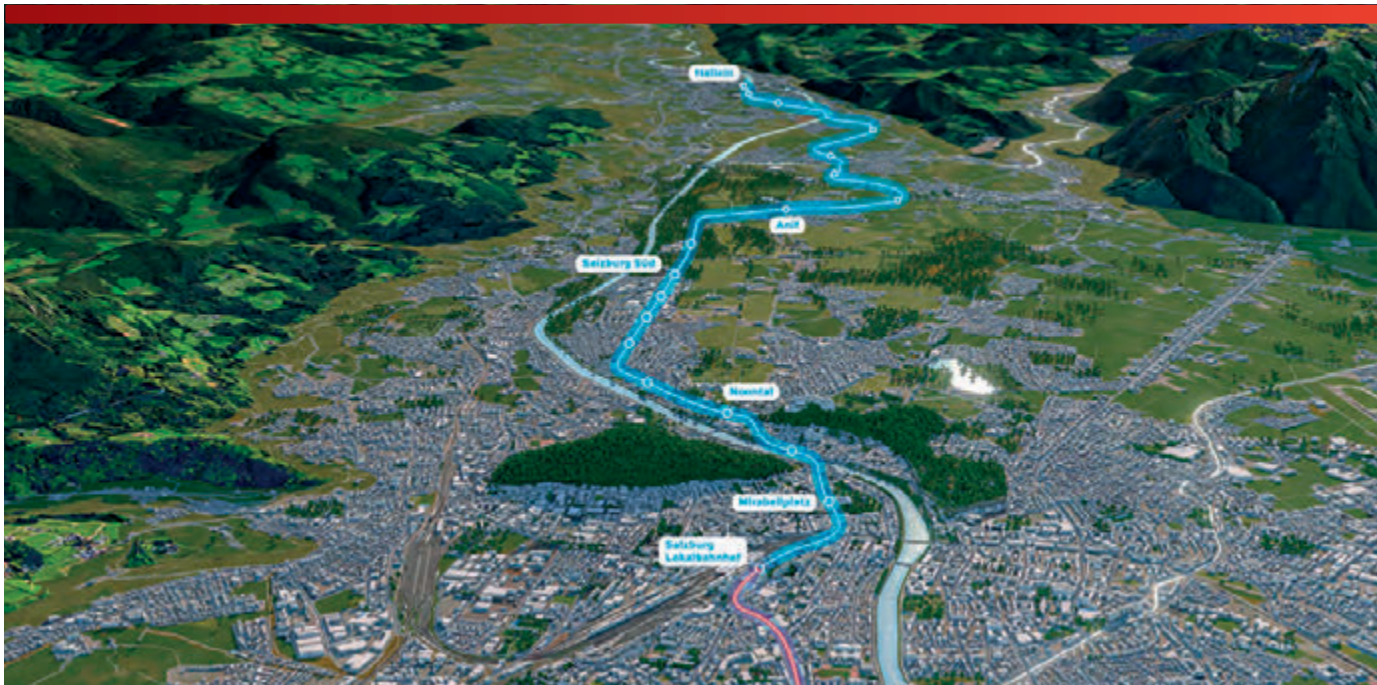 Hallein
Anif
Salzburg Süd
Nonntal
Mirabellplatz
Salzburg
Lokalbahnhof